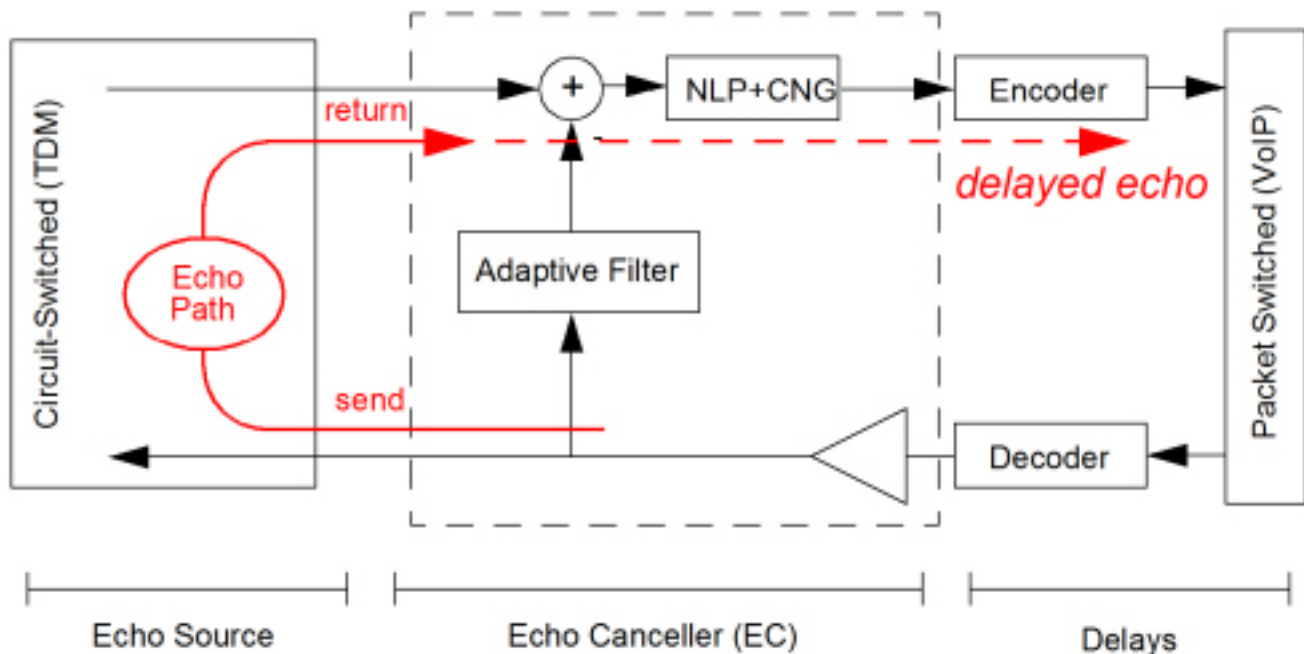 Circuit-Switched (TDM)
return
+
-
NLP+CNG
Encoder
Packet Switched (VoIP)
delayed echo
Echo
Path
Adaptive Filter
send
Decoder
Echo Source
Echo Canceller (EC)
Delays